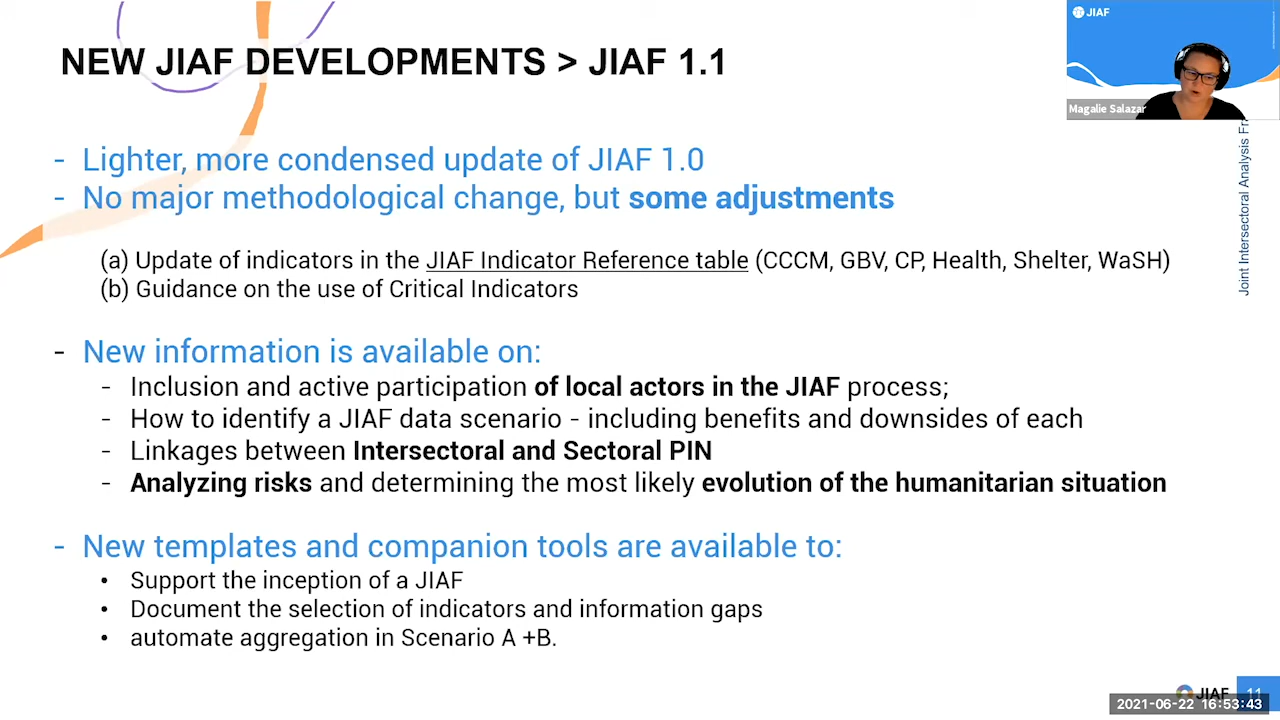 NEW JIAF DEVELOPMENTS > JIAF 1.1
JIAF
Magalie Salazar
- Lighter, more condensed update of JIAF 1.0
- No major methodological change, but some adjustments
(a) Update of indicators in the JIAF Indicator Reference table (CCCM, GBV, CP, Health, Shelter, WaSH)
(b) Guidance on the use of Critical Indicators
- New information is available on:
- Inclusion and active participation of local actors in the JIAF process;
- How to identify a JIAF data scenario - including benefits and downsides of each
- Linkages between Intersectoral and Sectoral PIN
- Analyzing risks and determining the most likely evolution of the humanitarian situation
- New templates and companion tools are available to:
• Support the inception of a JIAF
• Document the selection of indicators and information gaps
• automate aggregation in Scenario A +B.
Joint Intersectoral Analysis
JIAF
11
2021-06-22 16:53:43